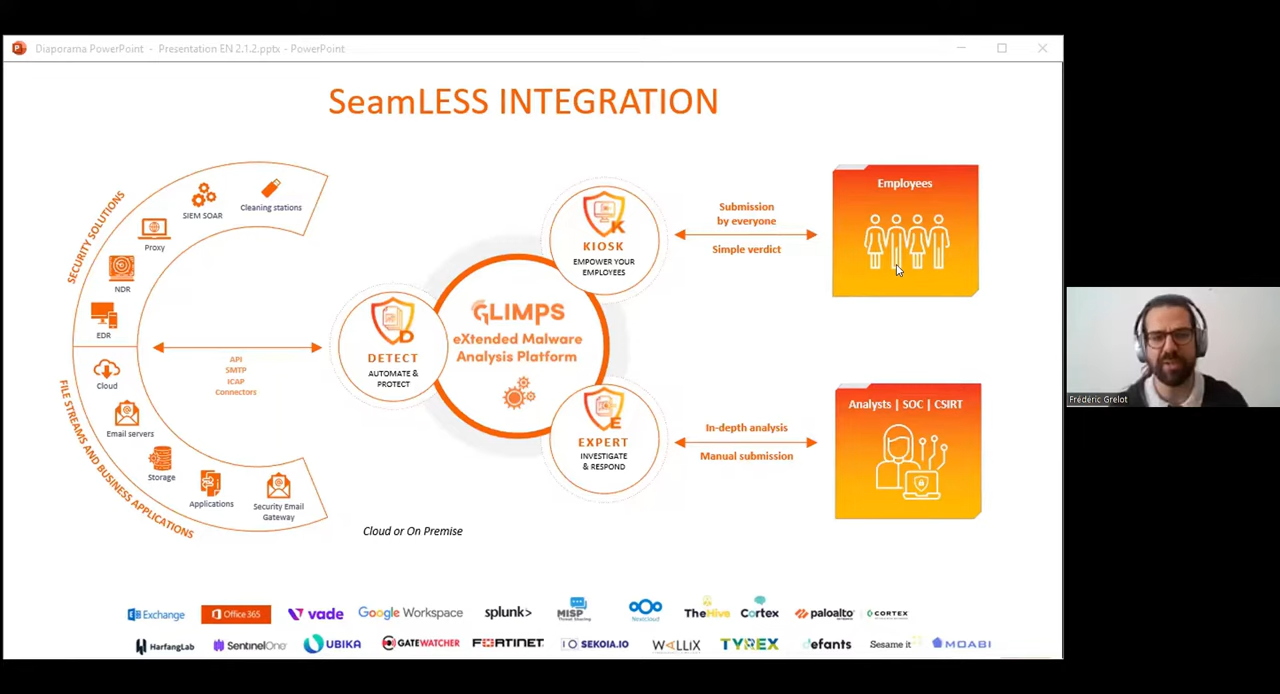 Diaporama PowerPoint - Presentation EN 2.1.2.pptx - PowerPoint
SeamLESS INTEGRATION
SECURITY SOLUTIONS
Cleaning stations
SIEM SOAR
Proxy
NDR
EDR
FILE STREAMS AND BUSINESS APPLICATIONS
Cloud
Email servers
Storage
Applications
Security Email
Gateway
API
SMTP
ICAP
Connectors
D
DETECT
AUTOMATE &
PROTECT
GLIMPS
eXtended Malware
Analysis Platform
K
KIOSK
EMPOWER YOUR
EMPLOYEES
E
EXPERT
INVESTIGATE
& RESPOND
Submission
by everyone
Simple verdict
Employees
In-depth analysis
Manual submission
Analysts | SOC | CSIRT
Cloud or On Premise
Frédéric Grelot
Exchange Office 365 vade Google Workspace splunk> MISP Nextcloud TheHive Cortex paloalto CORTEX
HarfangLab SentinelOne UBIKA GATEWATCHER FORTINET SEKOIA.IO WALLIX TYREX defants Sesame it MOABI